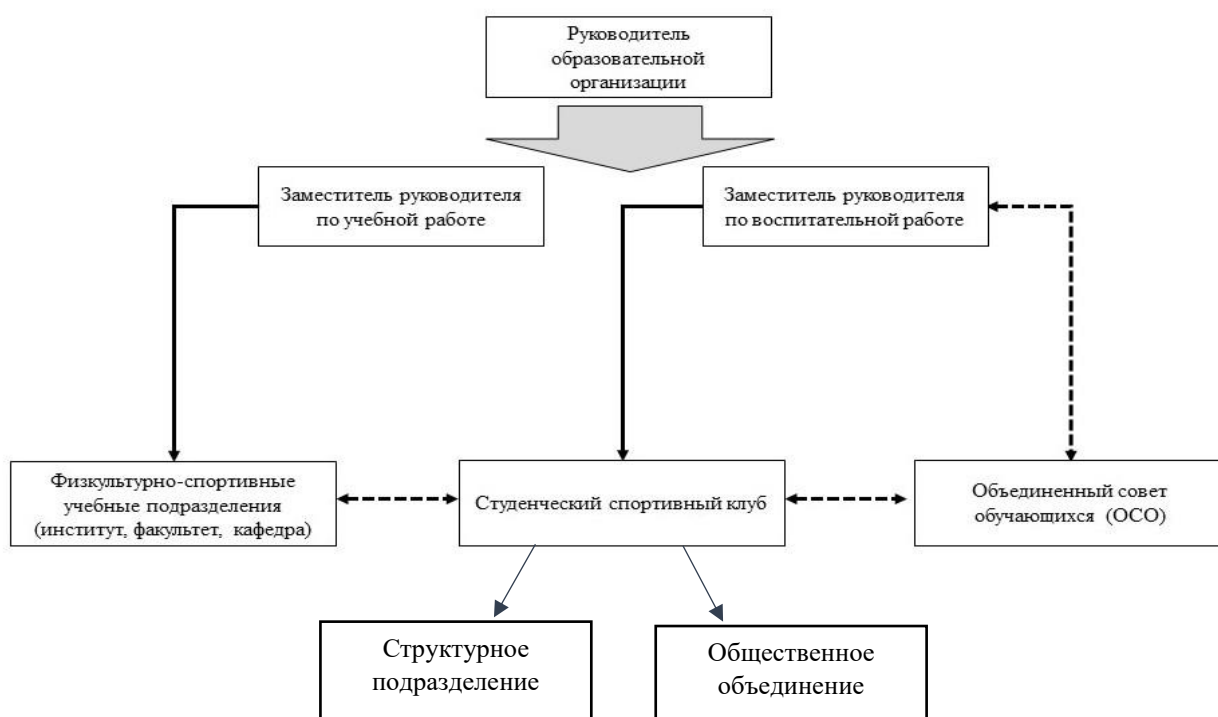 Руководитель
образовательной
организации
Заместитель руководителя
по учебной работе
Заместитель руководителя
по воспитательной работе
Физкультурно-спортивные
учебные подразделения
(институт, факультет, кафедра)
Студенческий спортивный клуб
Объединенный совет
обучающихся (ОСО)
Структурное
подразделение
Общественное
объединение